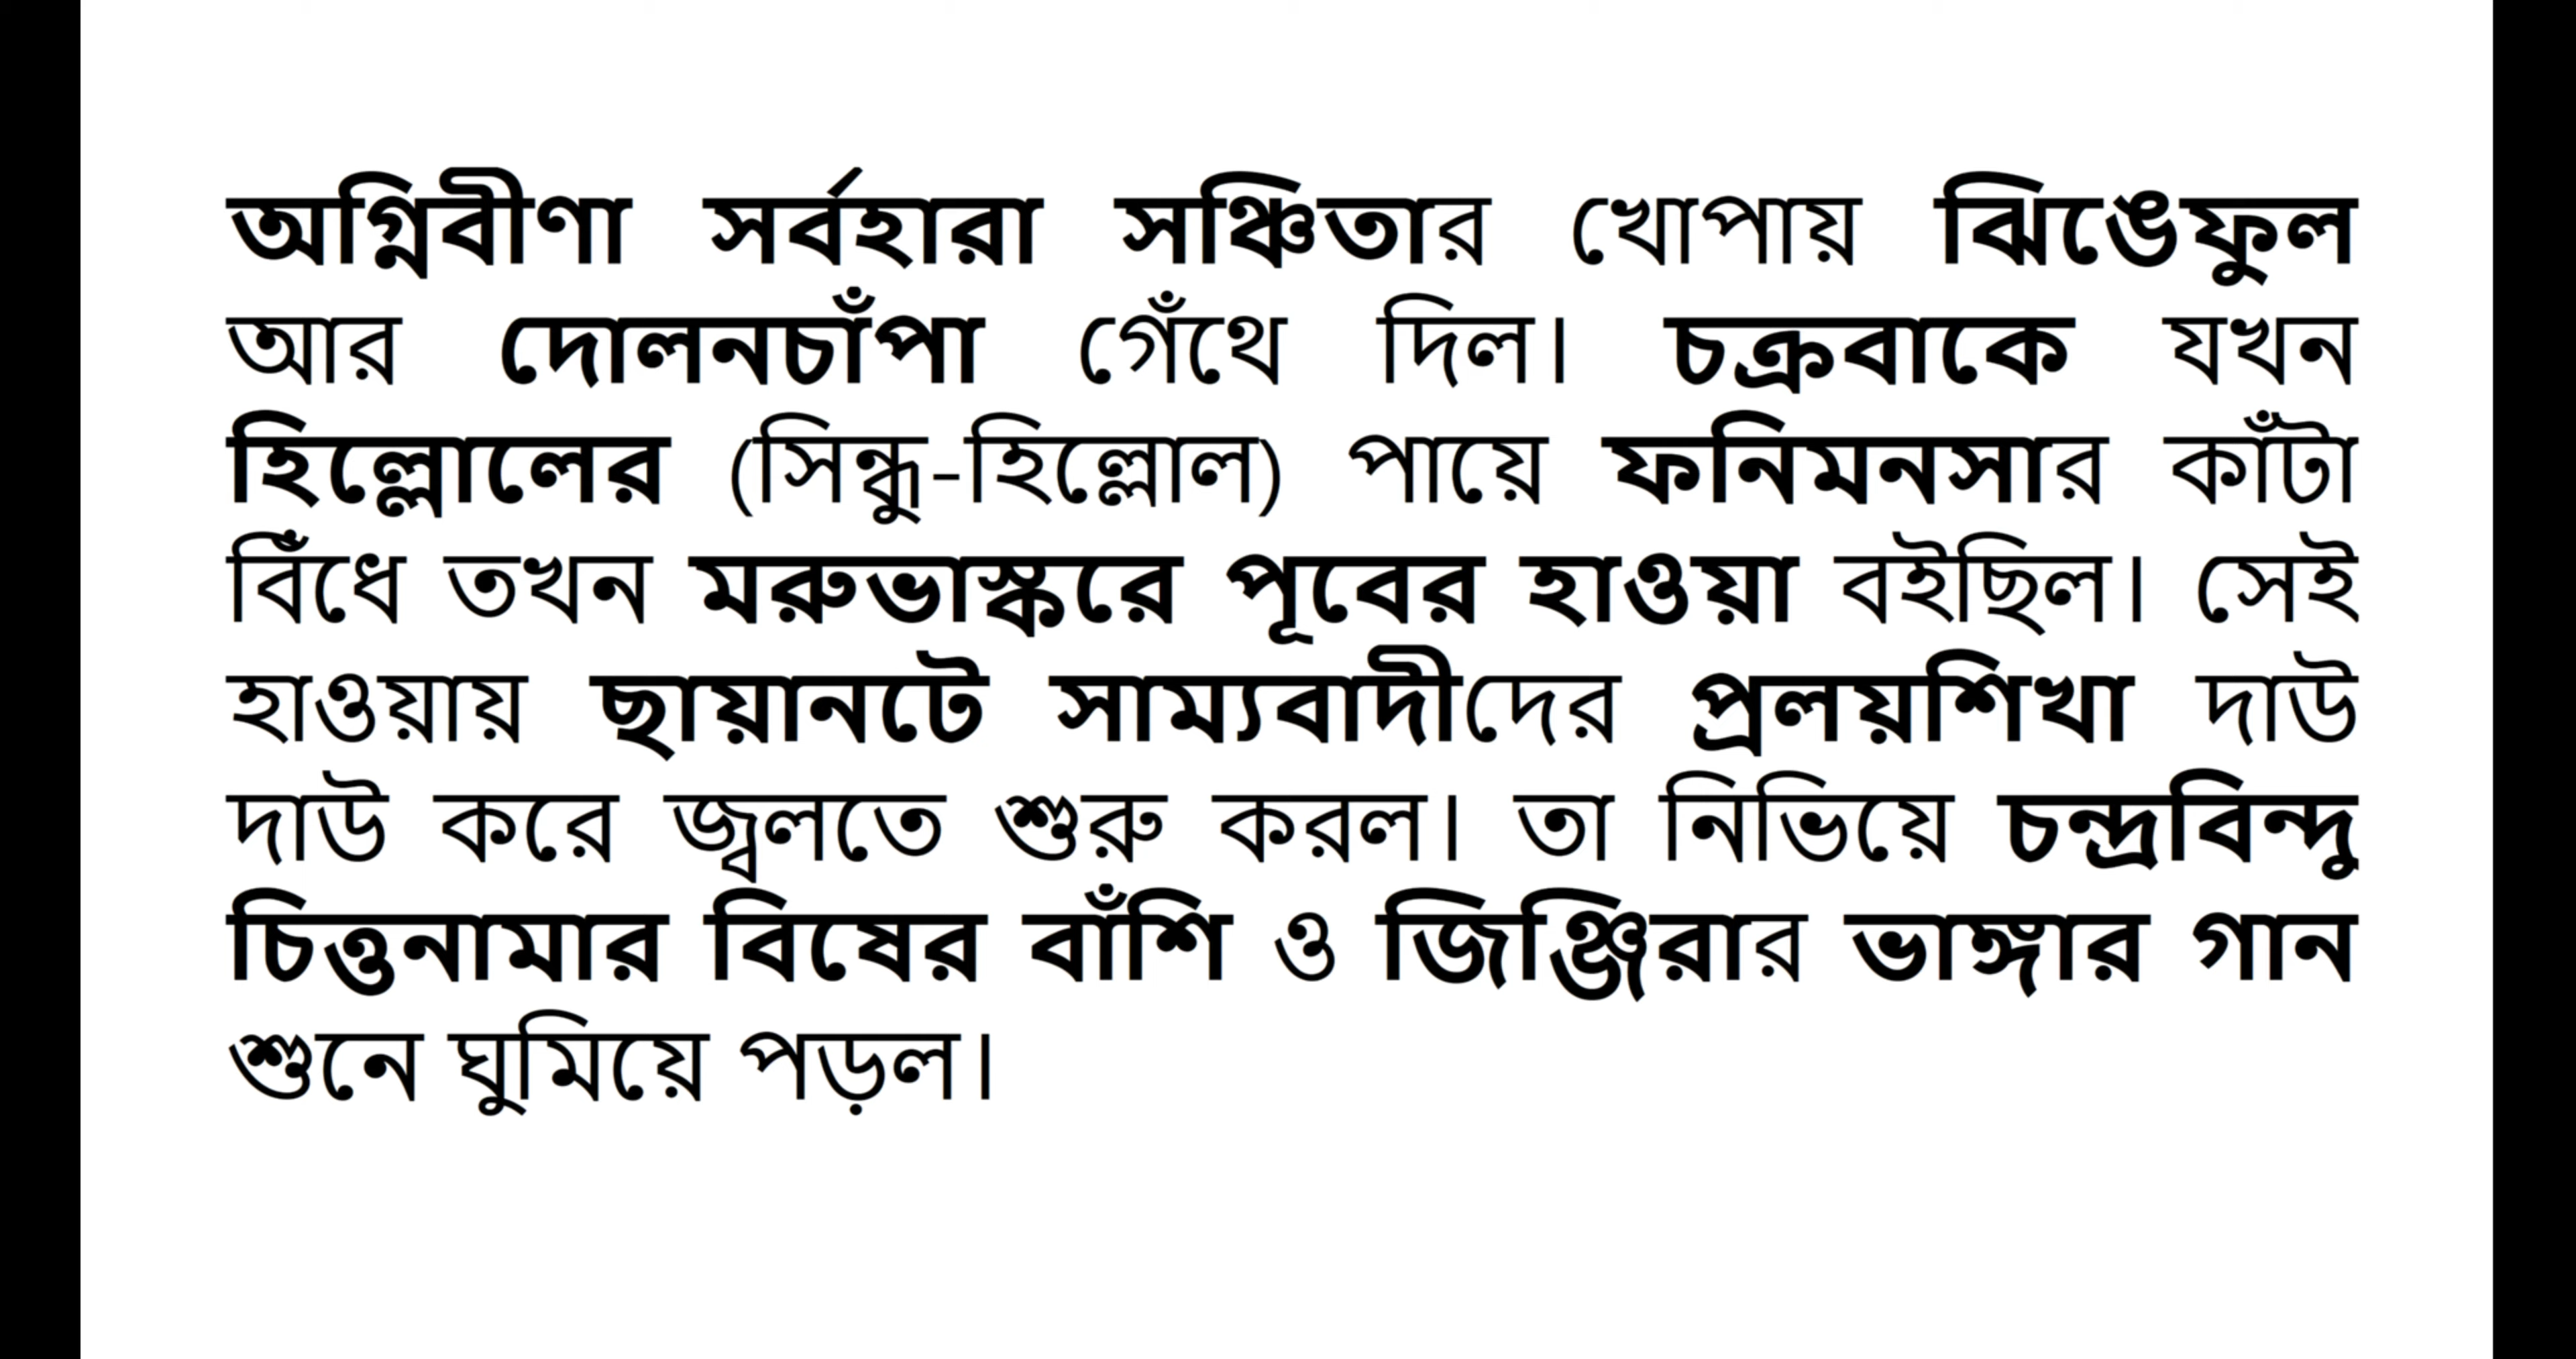 অগ্নিবীণা সর্বহারা সঞ্চিতার খোপায় ঝিঙেফুল
আর দোলনচাঁপা গেঁথে দিল। চক্রবাকে যখন
হিল্লোলের (সিন্ধু-হিল্লোল) পায়ে ফনিমনসার কাঁটা
বিঁধে তখন মরুভাস্করে পূবের হাওয়া বইছিল। সেই
হাওয়ায় ছায়ানটে সাম্যবাদীদের প্রলয়শিখা দাউ
দাউ করে জ্বলতে শুরু করল। তা নিভিয়ে চন্দ্রবিন্দু
চিত্তনামার বিষের বাঁশি ও জিঞ্জিরার ভাঙ্গার গান
শুনে ঘুমিয়ে পড়ল।